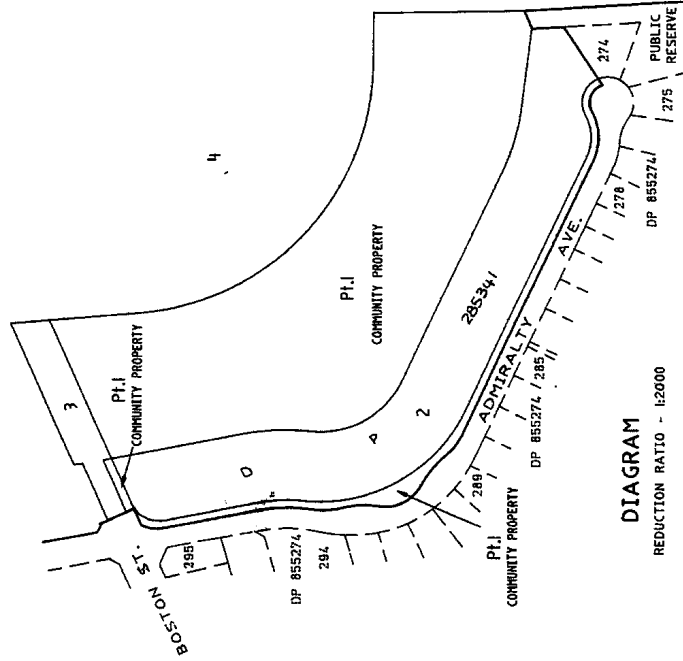 4
3
Pt.1
COMMUNITY PROPERTY
Pt.1
COMMUNITY PROPERTY
D
P
2
285341
BOSTON ST.
295
DP 855274
294
289
Pt.1
COMMUNITY PROPERTY
ADMIRALTY AVE.
DP 855274 / 285
278
DP 855274/
275
274
PUBLIC
RESERVE
DIAGRAM
REDUCTION RATIO - 1:2000